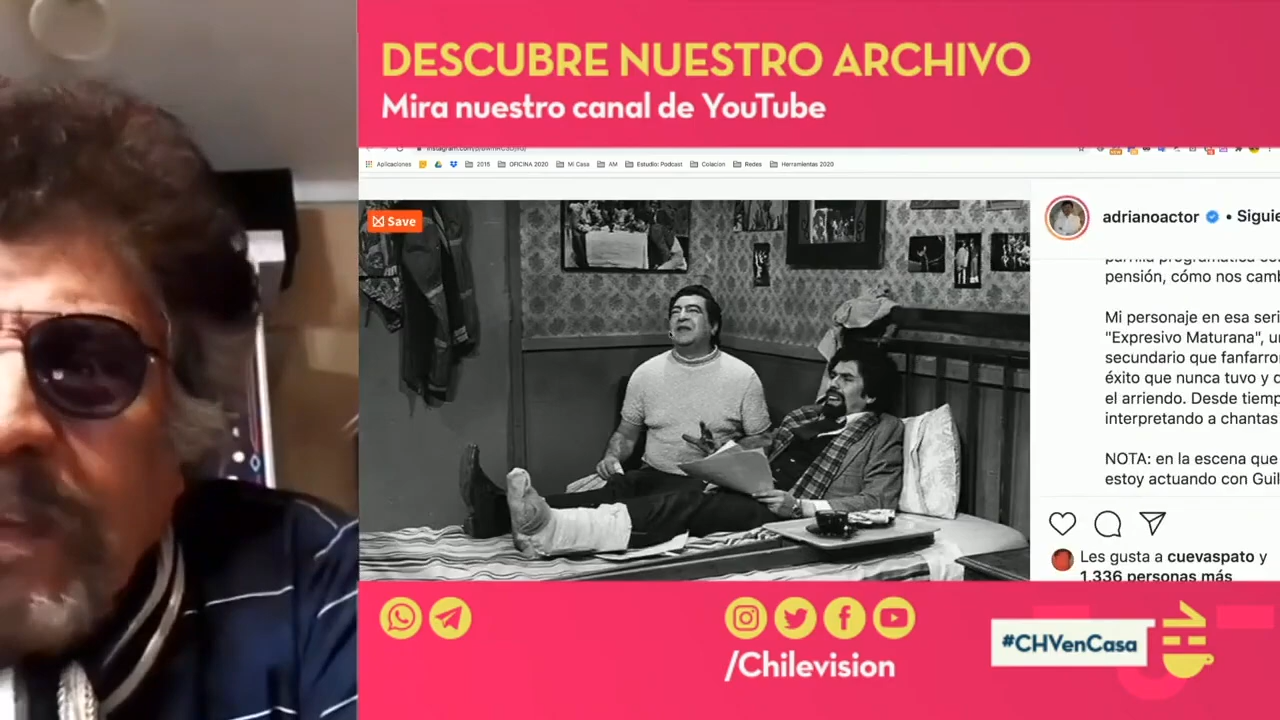 DESCUBRE NUESTRO ARCHIVO
Mira nuestro canal de YouTube
Aplicaciones
2015
OFICINA 2020
Mi Casa
AM
Estudio: Podcast
Colacion
Redes
Herramientas 2020
Save
adrianoactor • Siguie
pensión, cómo nos camb
Mi personaje en esa seri
"Expresivo Maturana", u
secundario que fanfarro
éxito que nunca tuvo y
el arriendo. Desde tiemp
interpretando a chantas
NOTA: en la escena que
estoy actuando con Guil
Les gusta a cuevaspato y
1.336 personas más
/Chilevision
#CHVenCasa